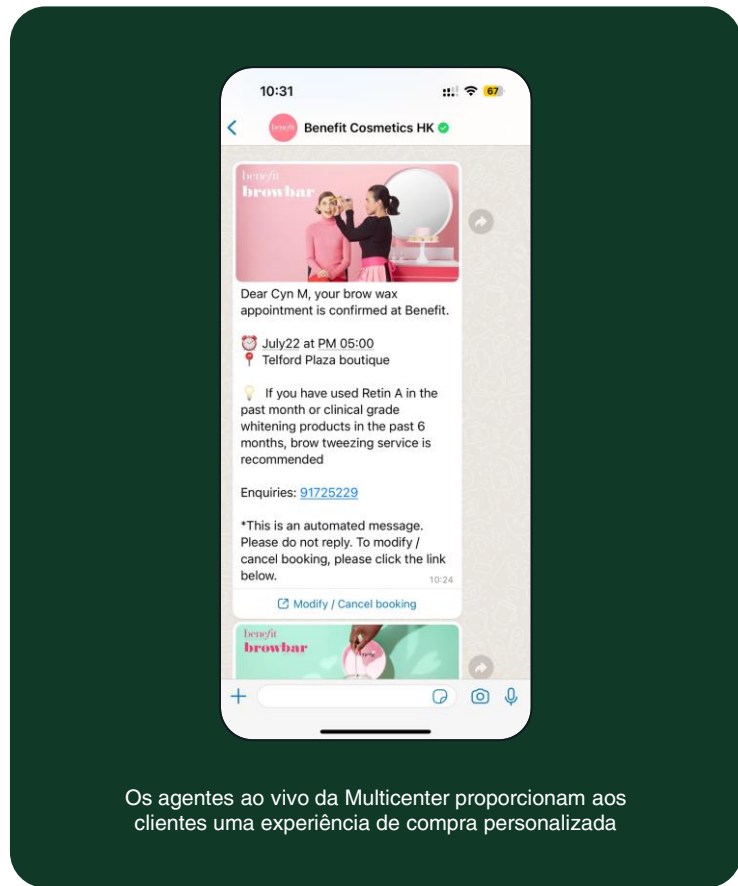 10:31
67
benefit
Benefit Cosmetics HK
benefit
browbar
Dear Cyn M, your brow wax
appointment is confirmed at Benefit.
July22 at PM 05:00
Telford Plaza boutique
If you have used Retin A in the
past month or clinical grade
whitening products in the past 6
months, brow tweezing service is
recommended
Enquiries: 91725229
*This is an automated message.
Please do not reply. To modify /
cancel booking, please click the link
below.
10:24
Modify / Cancel booking
benefit
browbar
Os agentes ao vivo da Multicenter proporcionam aos
clientes uma experiência de compra personalizada